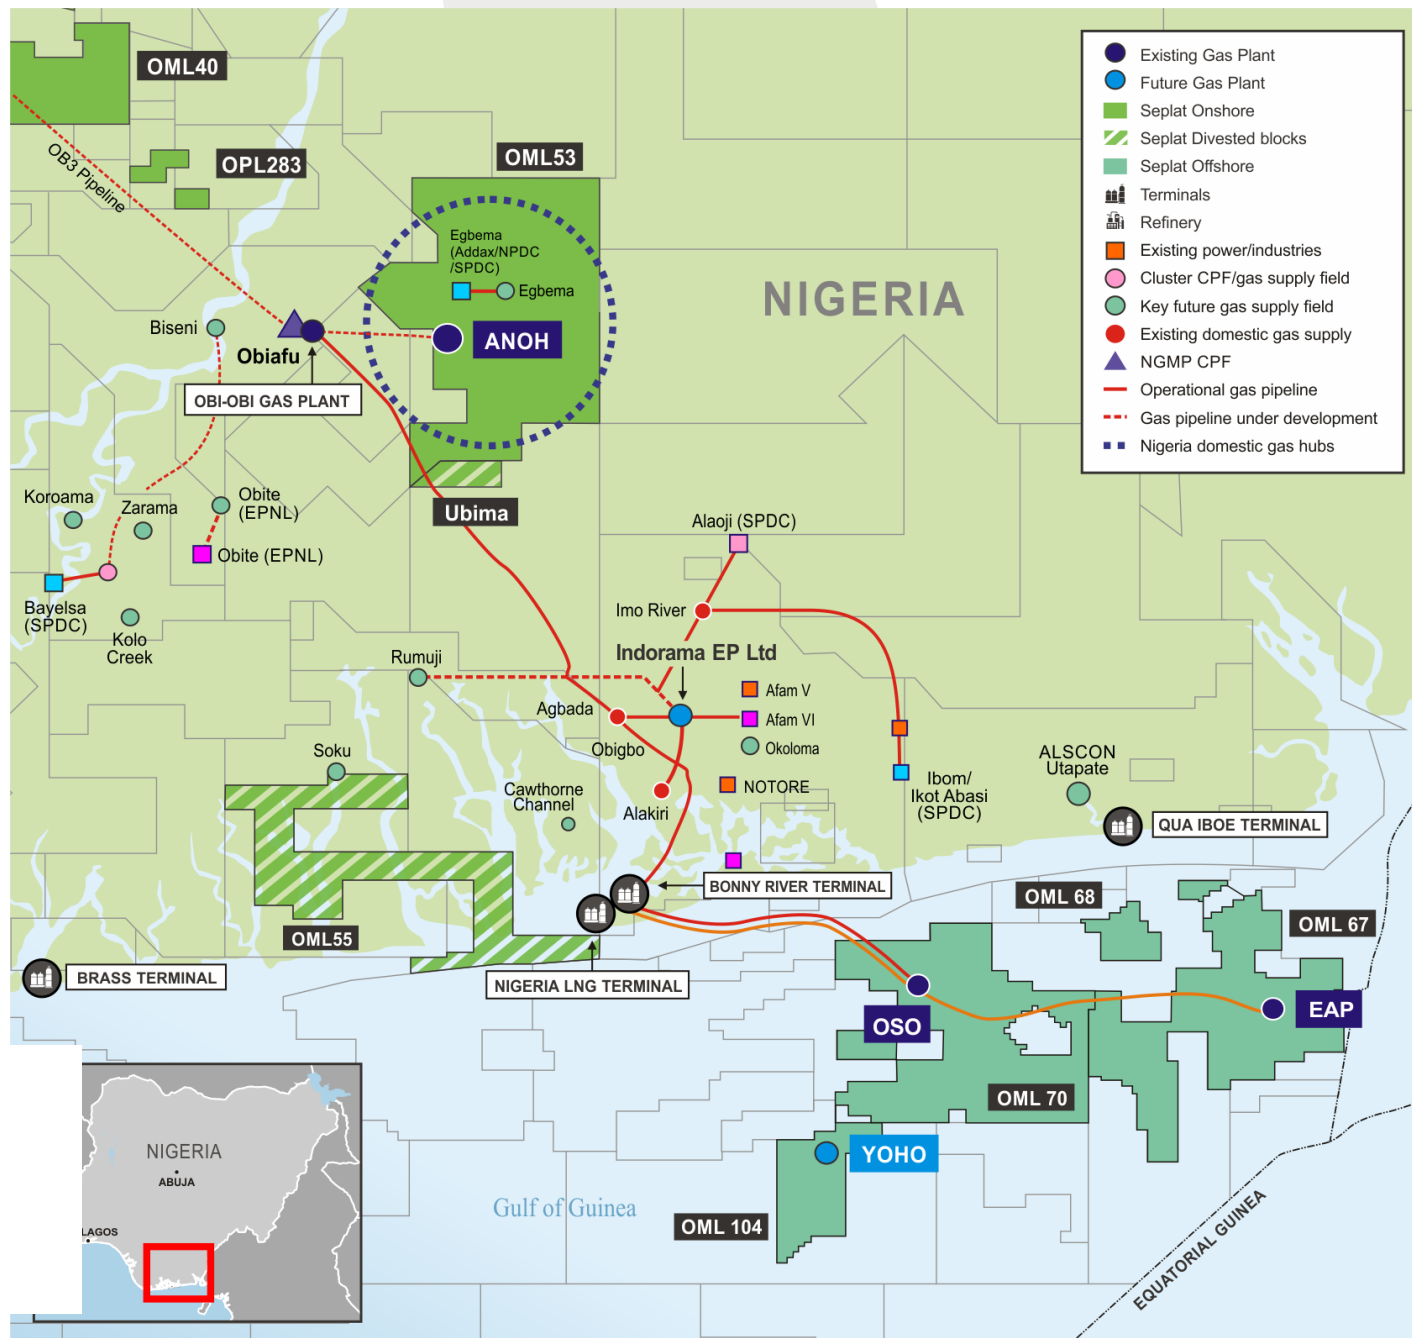 OML40
OB3 Pipeline
OPL283
OML53
Egbema
(Addax/NPDC
/SPDC)
Egbema
NIGERIA
Existing Gas Plant
Future Gas Plant
Seplat Onshore
Seplat Divested blocks
Seplat Offshore
Terminals
Refinery
Existing power/industries
Cluster CPF/gas supply field
Key future gas supply field
Existing domestic gas supply
NGMP CPF
Operational gas pipeline
Gas pipeline under development
Nigeria domestic gas hubs
Biseni
Obiafu
ANOH
OBI-OBI GAS PLANT
Koroama
Zarama
Obite
(EPNL)
Obite (EPNL)
Ubima
Alaoji (SPDC)
Bayelsa
(SPDC)
Kolo
Creek
Imo River
Rumuji
Indorama EP Ltd
Afam V
Agbada
Afam VI
Obigbo
Okoloma
Soku
Cawthorne
Channel
Alakiri
NOTORE
Ibom/
Ikot Abasi
(SPDC)
ALSCON
Utapate
QUA IBOE TERMINAL
BONNY RIVER TERMINAL
OML 68
OML 67
OML55
BRASS TERMINAL
NIGERIA LNG TERMINAL
OSO
EAP
OML 70
YOHO
OML 104
Gulf of Guinea
EQUATORIAL GUINEA
NIGERIA
ABUJA
LAGOS